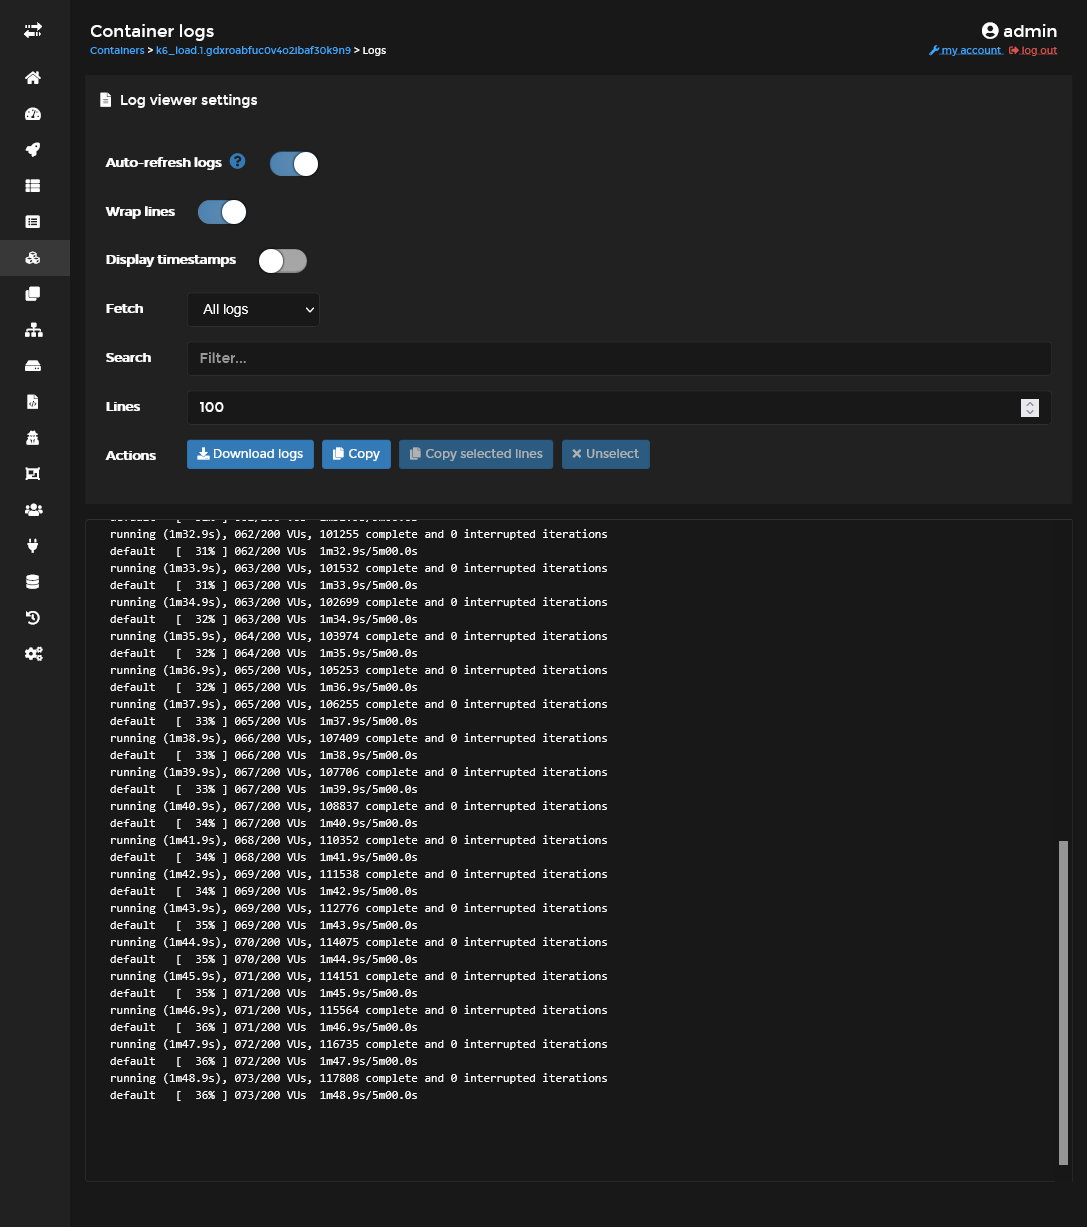 Container logs
admin
Containers > k6_load.1.gdxroabfuc0v4o2ibaf30k9n9 > Logs
my account log out
Log viewer settings
Auto-refresh logs
Wrap lines
Display timestamps
Fetch All logs
Search Filter...
Lines 100
Actions Download logs Copy Copy selected lines Unselect
running (1m32.9s), 062/200 VUs, 101255 complete and 0 interrupted iterations
default   [  31% ] 062/200 VUs  1m32.9s/5m00.0s
running (1m33.9s), 063/200 VUs, 101532 complete and 0 interrupted iterations
default   [  31% ] 063/200 VUs  1m33.9s/5m00.0s
running (1m34.9s), 063/200 VUs, 102699 complete and 0 interrupted iterations
default   [  32% ] 063/200 VUs  1m34.9s/5m00.0s
running (1m35.9s), 064/200 VUs, 103974 complete and 0 interrupted iterations
default   [  32% ] 064/200 VUs  1m35.9s/5m00.0s
running (1m36.9s), 065/200 VUs, 105253 complete and 0 interrupted iterations
default   [  32% ] 065/200 VUs  1m36.9s/5m00.0s
running (1m37.9s), 065/200 VUs, 106255 complete and 0 interrupted iterations
default   [  33% ] 065/200 VUs  1m37.9s/5m00.0s
running (1m38.9s), 066/200 VUs, 107409 complete and 0 interrupted iterations
default   [  33% ] 066/200 VUs  1m38.9s/5m00.0s
running (1m39.9s), 067/200 VUs, 107706 complete and 0 interrupted iterations
default   [  33% ] 067/200 VUs  1m39.9s/5m00.0s
running (1m40.9s), 067/200 VUs, 108837 complete and 0 interrupted iterations
default   [  34% ] 067/200 VUs  1m40.9s/5m00.0s
running (1m41.9s), 068/200 VUs, 110352 complete and 0 interrupted iterations
default   [  34% ] 068/200 VUs  1m41.9s/5m00.0s
running (1m42.9s), 069/200 VUs, 111538 complete and 0 interrupted iterations
default   [  34% ] 069/200 VUs  1m42.9s/5m00.0s
running (1m43.9s), 069/200 VUs, 112776 complete and 0 interrupted iterations
default   [  35% ] 069/200 VUs  1m43.9s/5m00.0s
running (1m44.9s), 070/200 VUs, 114075 complete and 0 interrupted iterations
default   [  35% ] 070/200 VUs  1m44.9s/5m00.0s
running (1m45.9s), 071/200 VUs, 114151 complete and 0 interrupted iterations
default   [  35% ] 071/200 VUs  1m45.9s/5m00.0s
running (1m46.9s), 071/200 VUs, 115564 complete and 0 interrupted iterations
default   [  36% ] 071/200 VUs  1m46.9s/5m00.0s
running (1m47.9s), 072/200 VUs, 116735 complete and 0 interrupted iterations
default   [  36% ] 072/200 VUs  1m47.9s/5m00.0s
running (1m48.9s), 073/200 VUs, 117808 complete and 0 interrupted iterations
default   [  36% ] 073/200 VUs  1m48.9s/5m00.0s